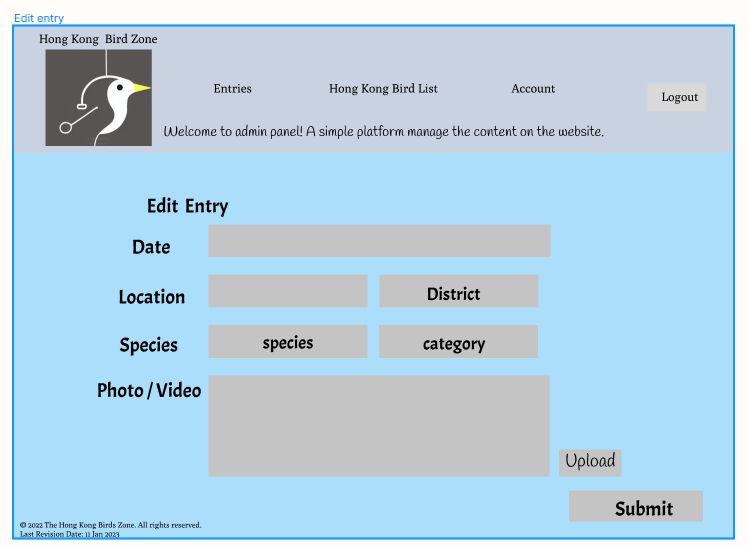 Edit entry
Hong Kong Bird Zone
Entries
Hong Kong Bird List
Account
Logout
Welcome to admin panel! A simple platform manage the content on the website.
Edit Entry
Date
Location
District
Species
species
category
Photo / Video
Upload
Submit
© 2022 The Hong Kong Birds Zone. All rights reserved.
Last Revision Date: 11 Jan 2023